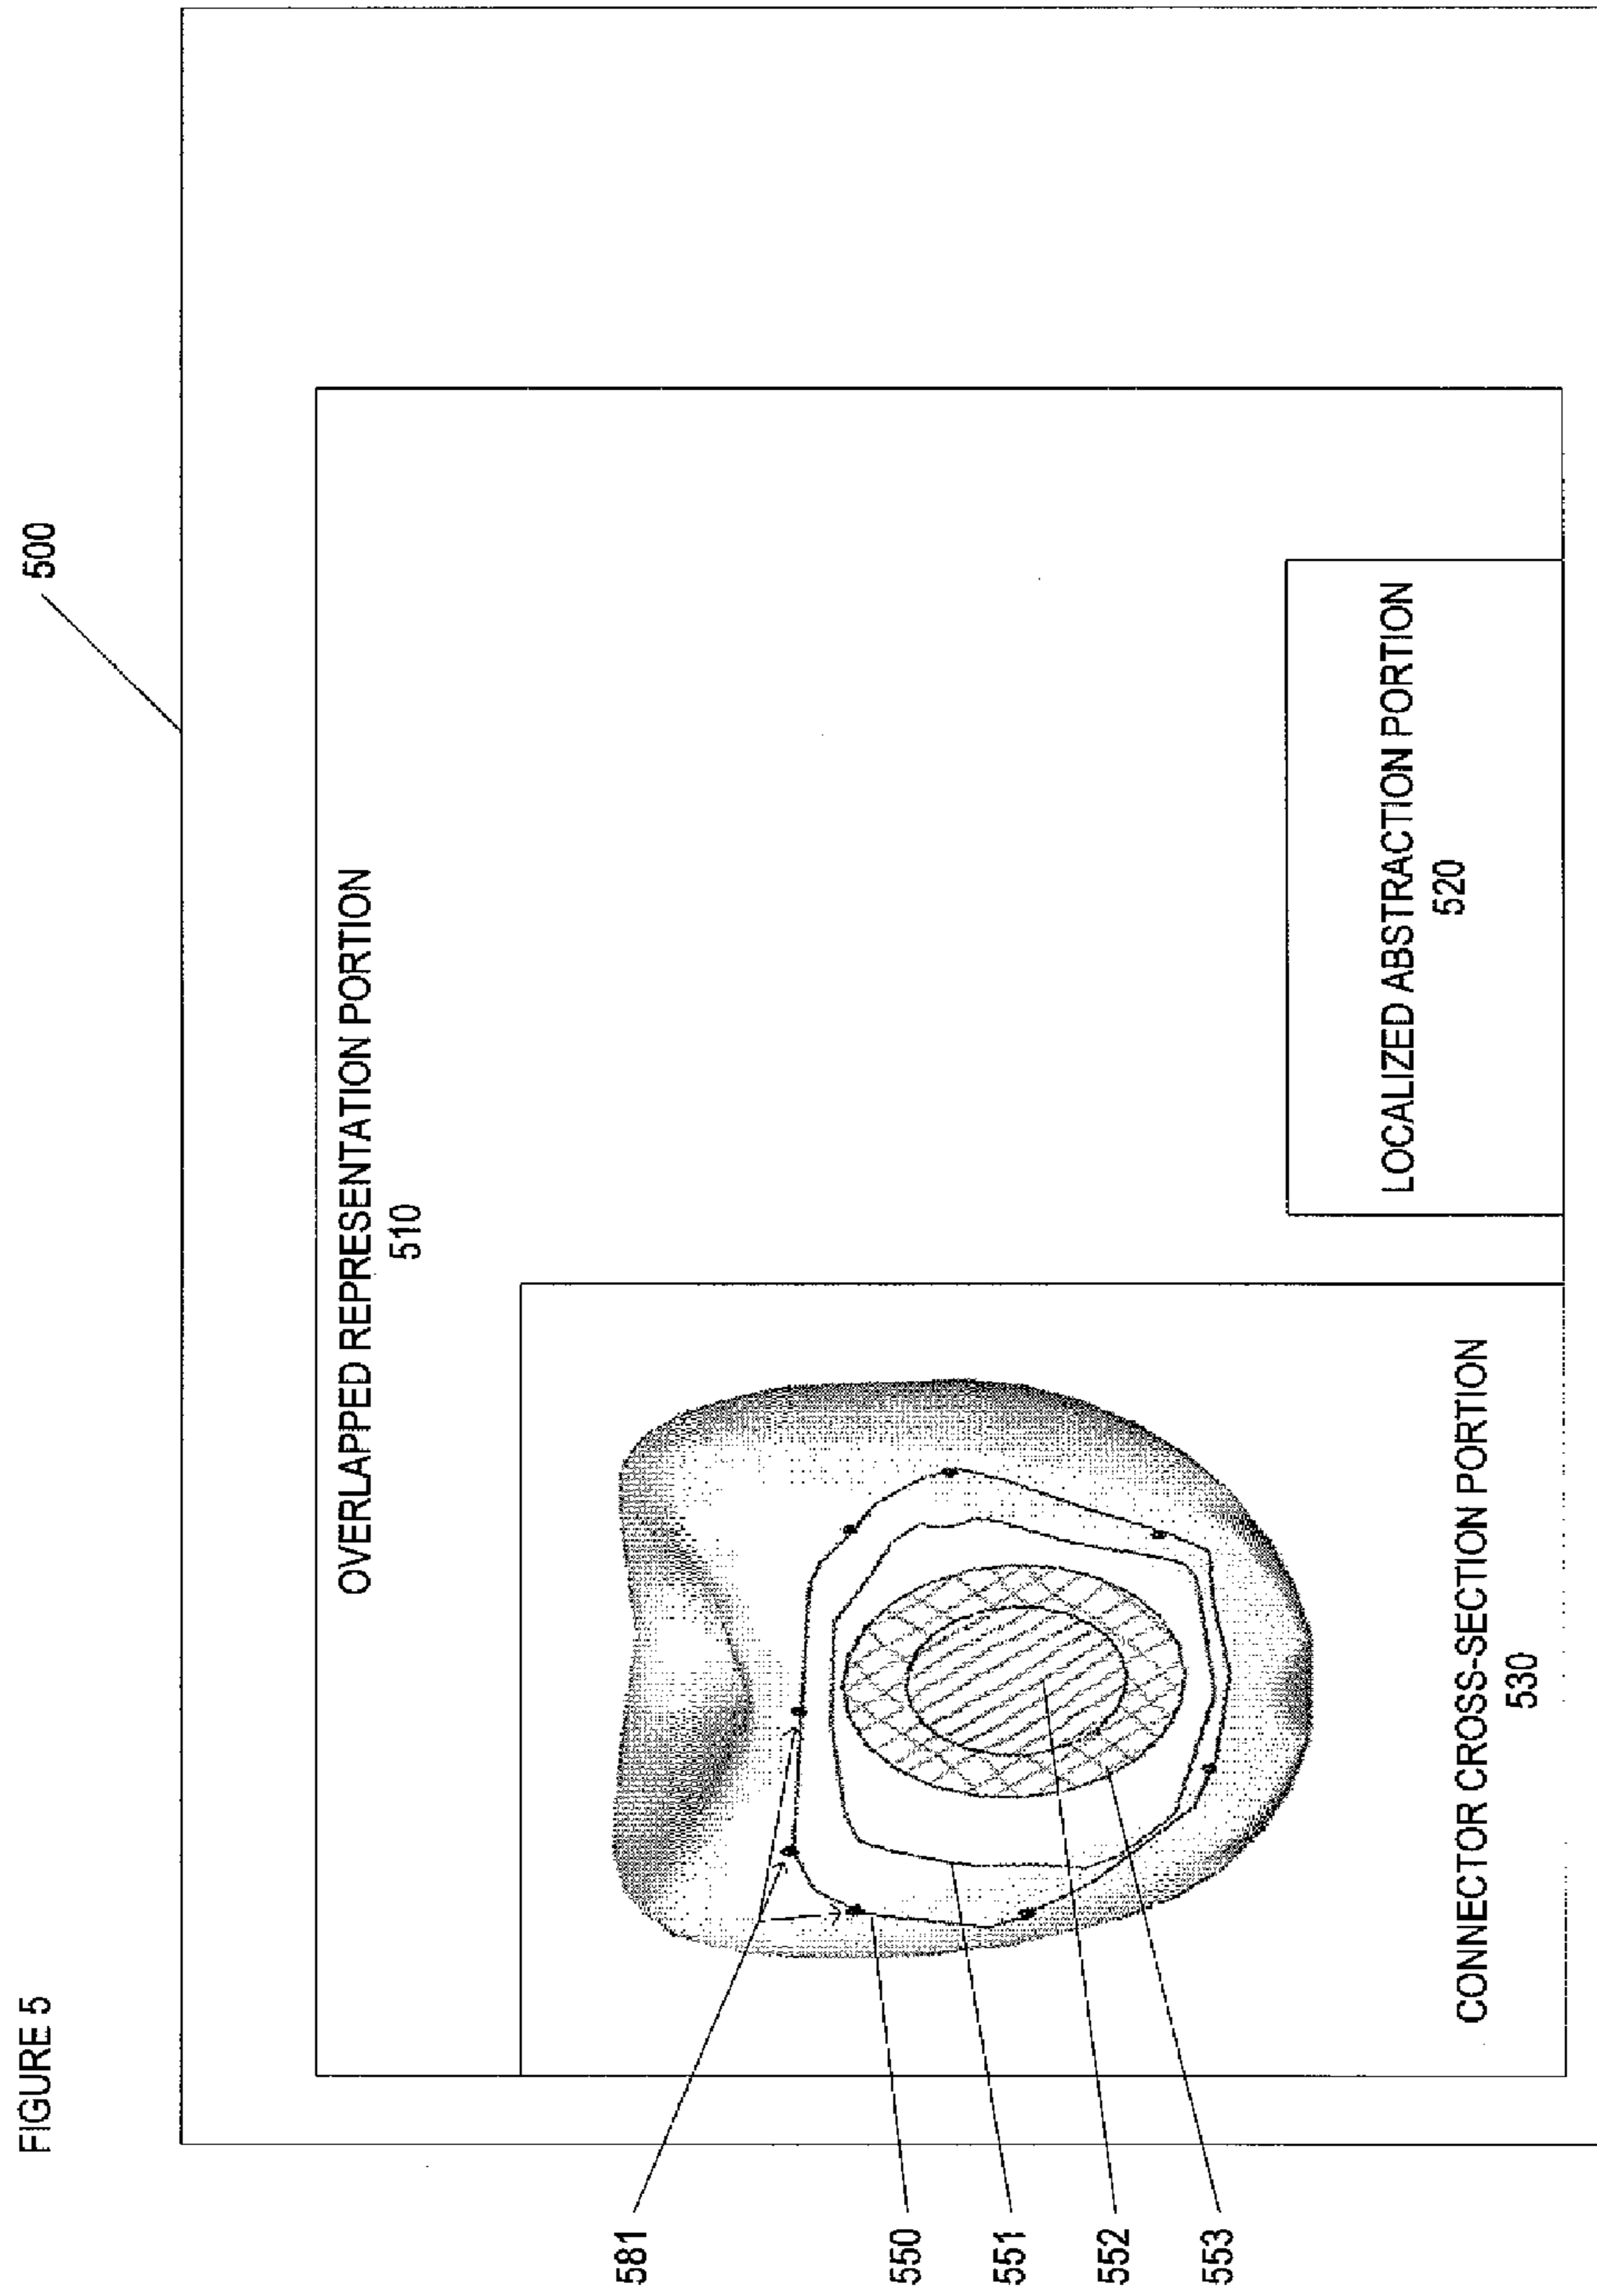 FIGURE 5
500
OVERLAPPED REPRESENTATION PORTION
510
581
550
551
552
553
CONNECTOR CROSS-SECTION PORTION
530
LOCALIZED ABSTRACTION PORTION
520